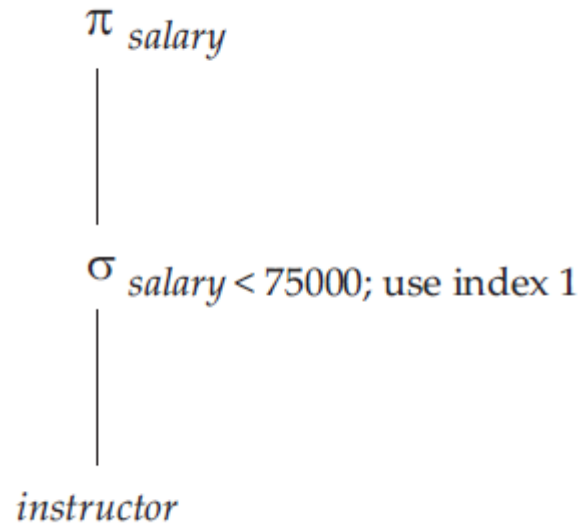 π salary
σ salary < 75000; use index 1
instructor